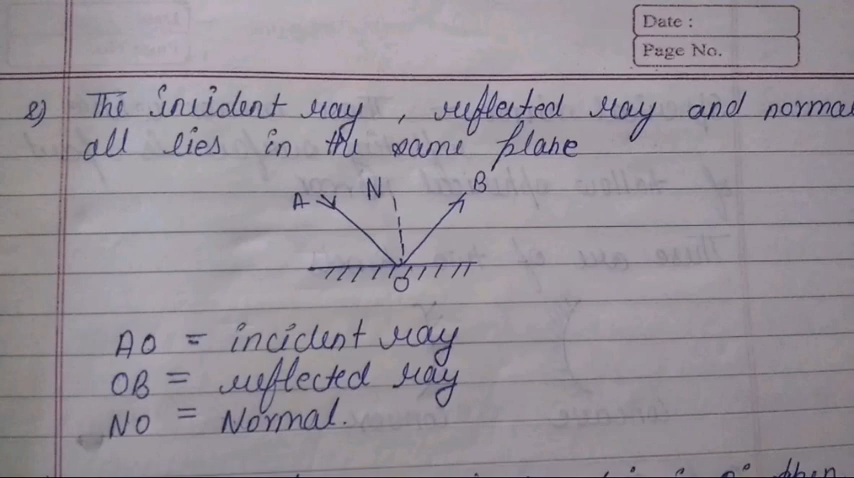 Date :
Page No.
2) The incident ray, reflected ray and normal
all lies in the same plane
A N B
O
AO = incident ray
OB = reflected ray
NO = Normal.